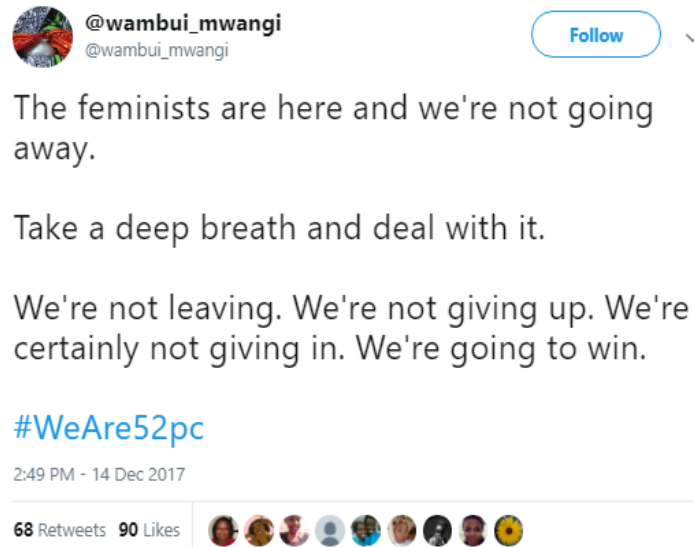 @wambui_mwangi
@wambui_mwangi
Follow
The feminists are here and we're not going
away.
Take a deep breath and deal with it.
We're not leaving. We're not giving up. We're
certainly not giving in. We're going to win.
#WeAre52pc
2:49 PM - 14 Dec 2017
68 Retweets 90 Likes